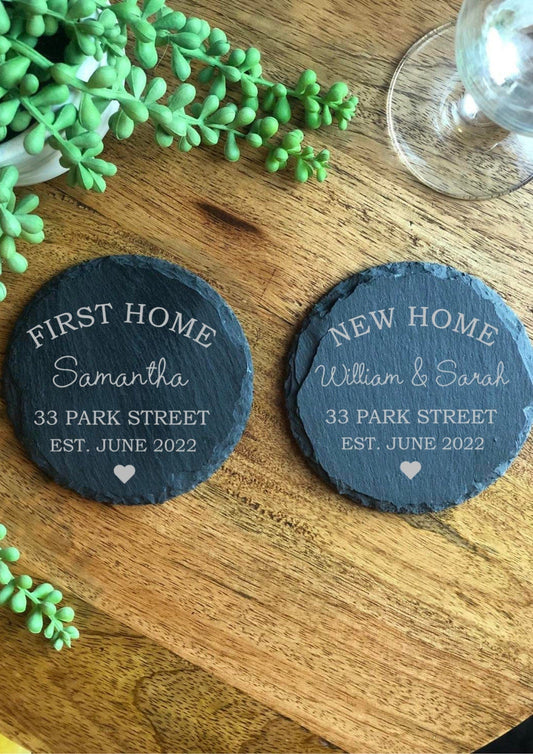 FIRST HOME
Samantha
33 PARK STREET
EST. JUNE 2022
NEW HOME
William & Sarah
33 PARK STREET
EST. JUNE 2022